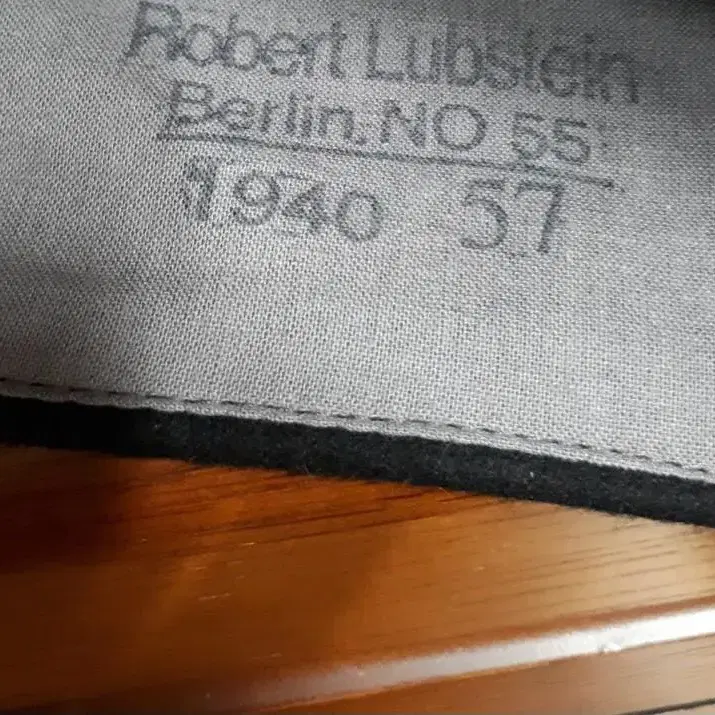 Robert Lubstein
Berlin. NO 55
1940 57